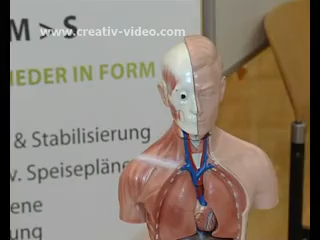 www.creativ-video.com
M > S
IEDER IN FORM
& Stabilisierung
v. Speisepläne
ene
ung